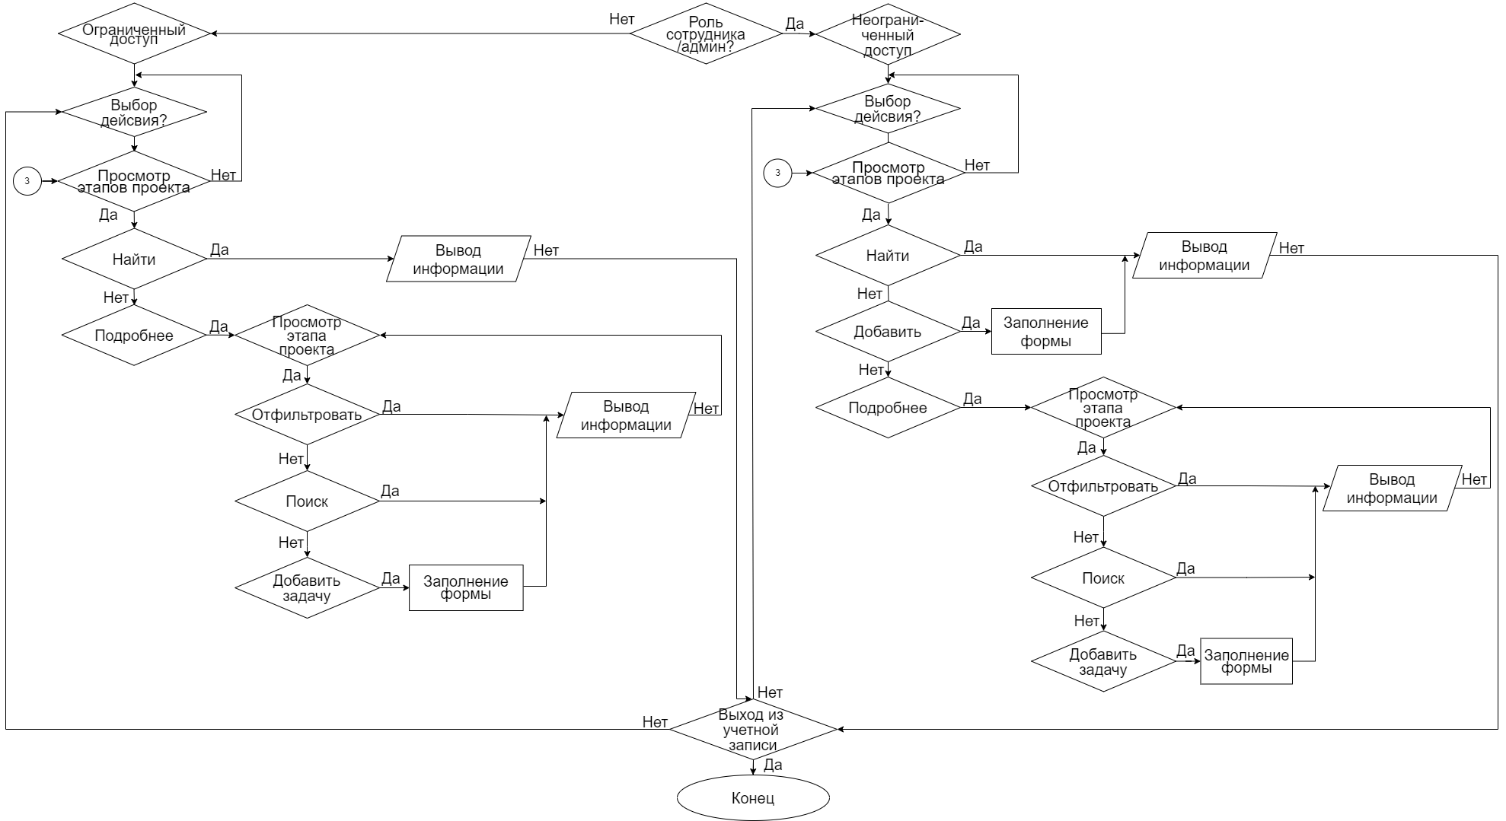 Ограниченный
доступ
Нет
Роль
сотрудника
/админ?
Да
Неограни-
ченный
доступ
Выбор
дейсвия?
3
Просмотр
этапов проекта
Нет
Да
Найти
Да
Вывод
информации
Нет
Нет
Подробнее
Да
Просмотр
этапа
проекта
Да
Отфильтровать
Да
Вывод
информации
Нет
Нет
Поиск
Да
Нет
Добавить
задачу
Да
Заполнение
формы
Выбор
дейсвия?
3
Просмотр
этапов проекта
Нет
Да
Найти
Да
Вывод
информации
Нет
Нет
Добавить
Да
Заполнение
формы
Нет
Подробнее
Да
Просмотр
этапа
проекта
Да
Отфильтровать
Да
Вывод
информации
Нет
Нет
Поиск
Да
Нет
Добавить
задачу
Да
Заполнение
формы
Нет
Нет
Выход из
учетной
записи
Да
Конец